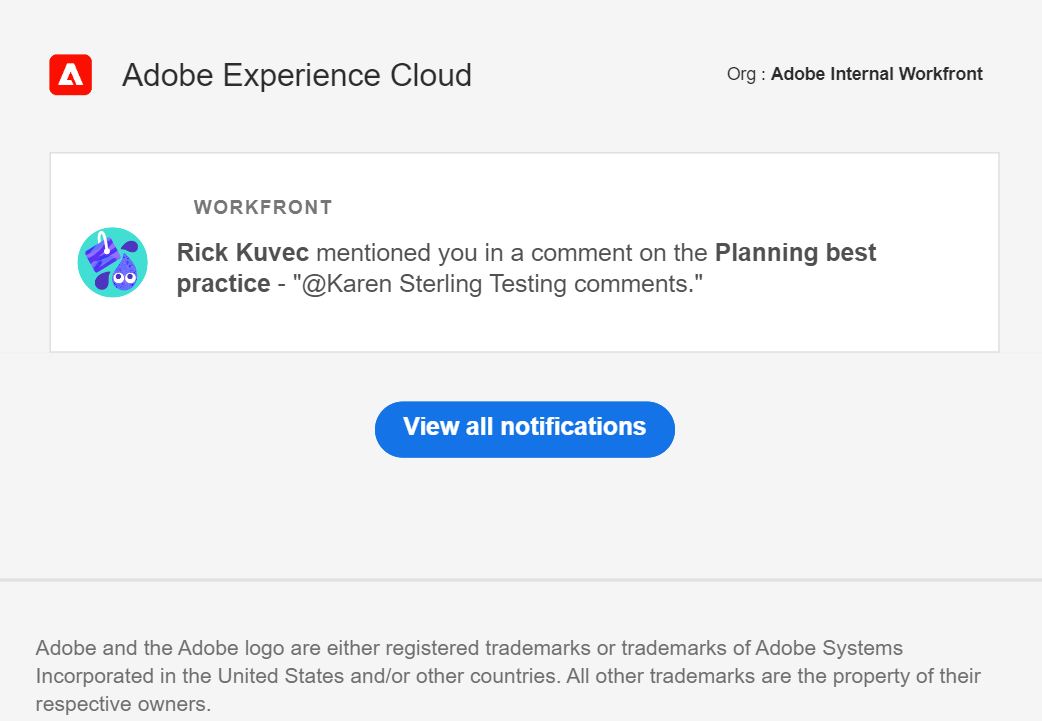 Adobe Experience Cloud
Org : Adobe Internal Workfront
WORKFRONT
Rick Kuvec mentioned you in a comment on the Planning best
practice - "@Karen Sterling Testing comments."
View all notifications
Adobe and the Adobe logo are either registered trademarks or trademarks of Adobe Systems
Incorporated in the United States and/or other countries. All other trademarks are the property of their
respective owners.